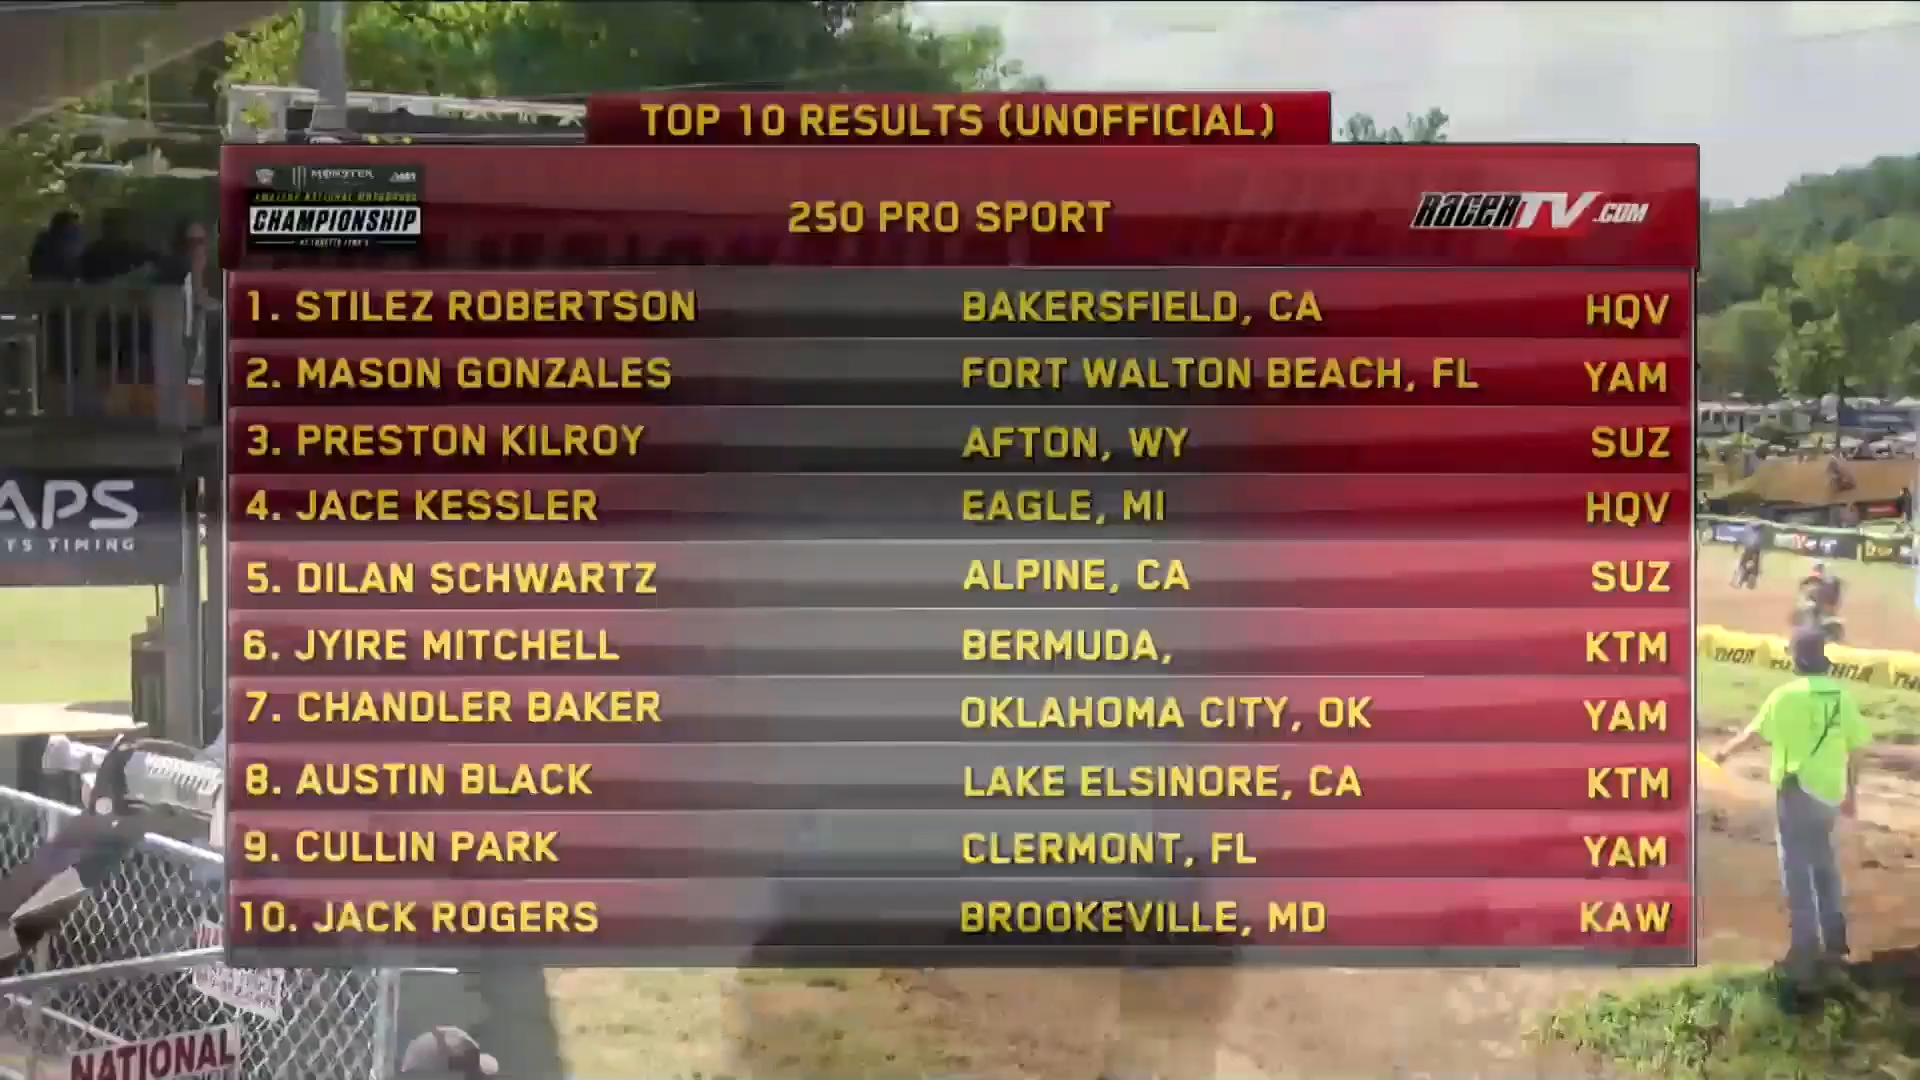 TOP 10 RESULTS (UNOFFICIAL)
MONSTER
CHAMPIONSHIP
250 PRO SPORT
RACERTV.COM
1. STILEZ ROBERTSON BAKERSFIELD, CA HQV
2. MASON GONZALES FORT WALTON BEACH, FL YAM
3. PRESTON KILROY AFTON, WY SUZ
4. JACE KESSLER EAGLE, MI HQV
5. DILAN SCHWARTZ ALPINE, CA SUZ
6. JYIRE MITCHELL BERMUDA, KTM
7. CHANDLER BAKER OKLAHOMA CITY, OK YAM
8. AUSTIN BLACK LAKE ELSINORE, CA KTM
9. CULLIN PARK CLERMONT, FL YAM
10. JACK ROGERS BROOKEVILLE, MD KAW
APS
TS TIMING
THOR
THOR
NATIONAL